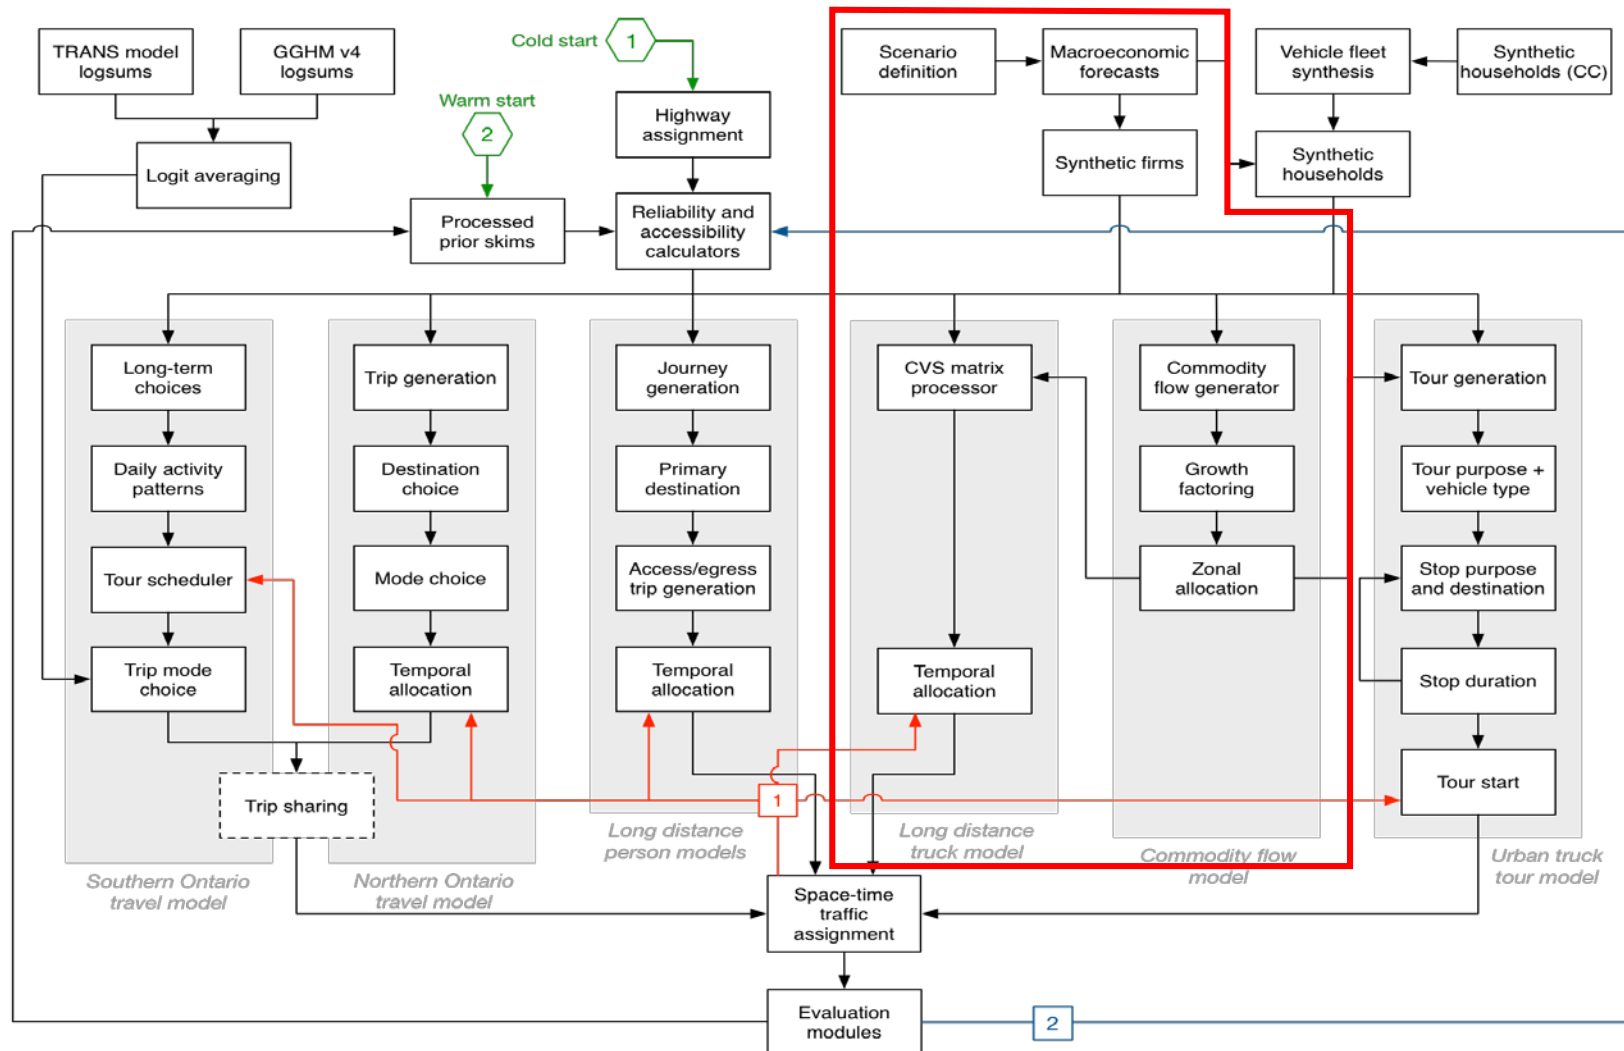 TRANS model
logsums
GGHM v4
logsums
Cold start
1
Scenario
definition
Macroeconomic
forecasts
Vehicle fleet
synthesis
Synthetic
households (CC)
Warm start
2
Highway
assignment
Logit averaging
Synthetic firms
Synthetic
households
Processed
prior skims
Reliability and
accessibility
calculators
Long-term
choices
Daily activity
patterns
Tour scheduler
Trip mode
choice
Trip generation
Destination
choice
Mode choice
Temporal
allocation
Trip sharing
Journey
generation
Primary
destination
Access/egress
trip generation
Temporal
allocation
CVS matrix
processor
Temporal
allocation
Commodity
flow generator
Growth
factoring
Zonal
allocation
Tour generation
Tour purpose +
vehicle type
Stop purpose
and destination
Stop duration
Tour start
1
Southern Ontario
travel model
Northern Ontario
travel model
Long distance
person models
Long distance
truck model
Commodity flow
model
Urban truck
tour model
Space-time
traffic
assignment
Evaluation
modules
2